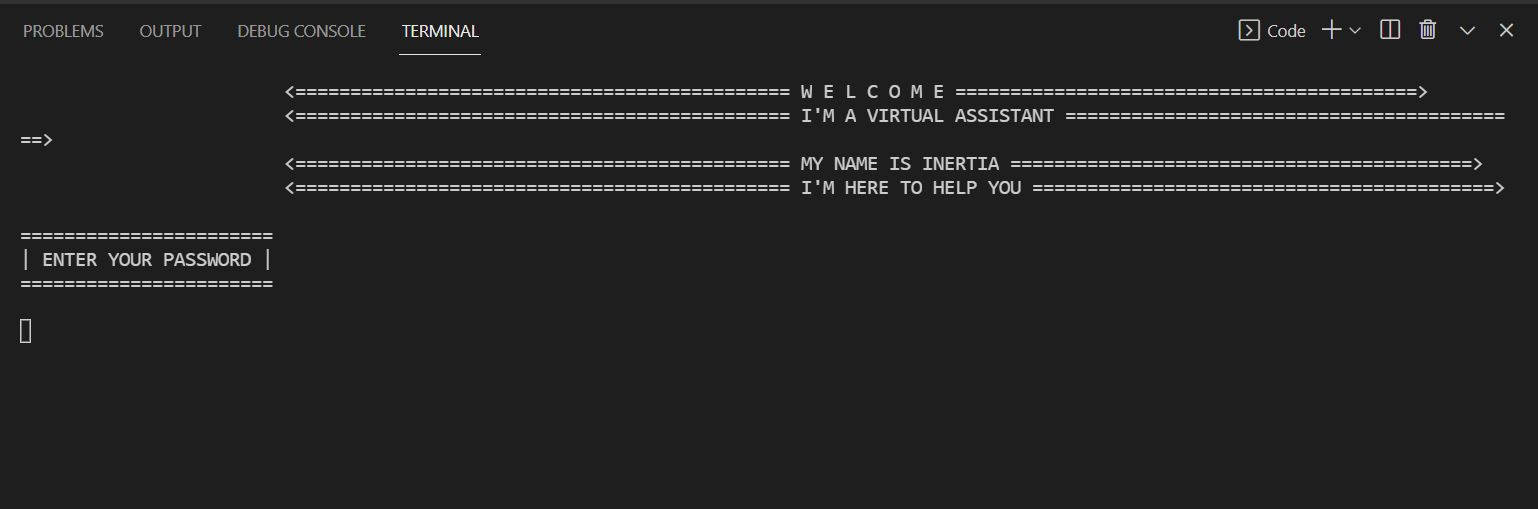 PROBLEMS OUTPUT DEBUG CONSOLE TERMINAL Code
<============================================= W E L C O M E ==========================================>
<============================================= I'M A VIRTUAL ASSISTANT ========================================
==>
<============================================= MY NAME IS INERTIA ==========================================>
<============================================= I'M HERE TO HELP YOU ==========================================>
=======================
| ENTER YOUR PASSWORD |
=======================